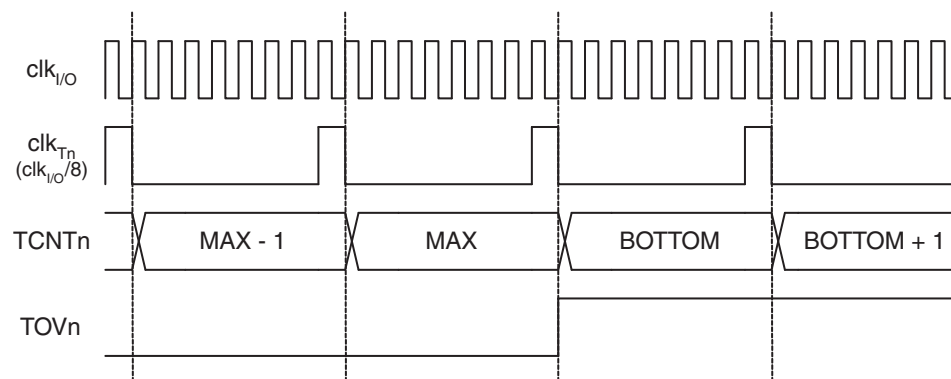 clkI/O
clkTn
(clkI/O/8)
TCNTn MAX - 1 MAX BOTTOM BOTTOM + 1
TOVn